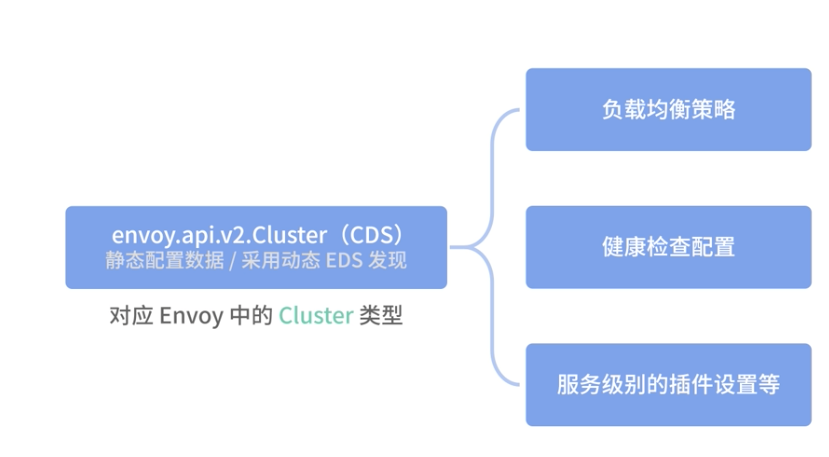 负载均衡策略
envoy.api.v2.Cluster（CDS）
静态配置数据 / 采用动态 EDS 发现
健康检查配置
对应 Envoy 中的 Cluster 类型
服务级别的插件设置等